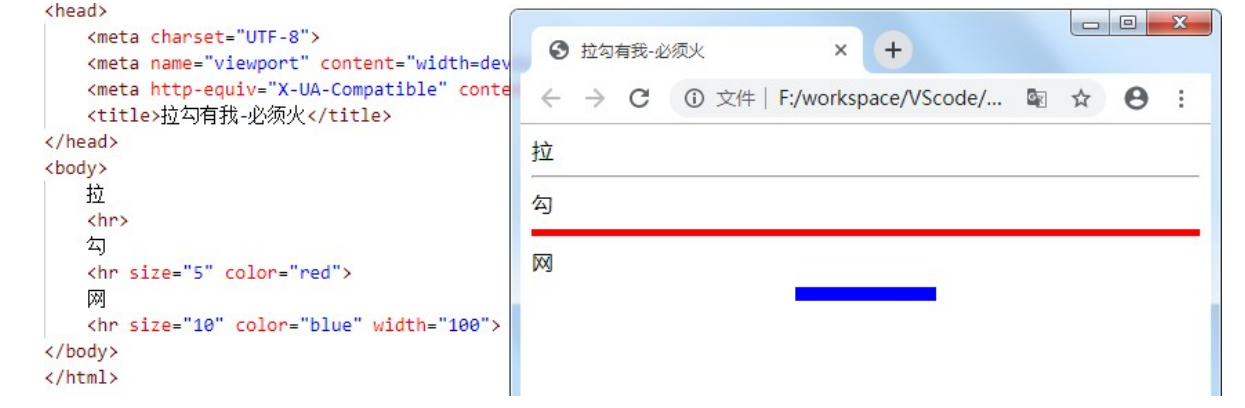 <head>
<meta charset="UTF-8">
<meta name="viewport" content="width=dev
<meta http-equiv="X-UA-Compatible" conte
<title>拉勾有我-必须火</title>
</head>
<body>
拉
<hr>
勾
<hr size="5" color="red">
网
<hr size="10" color="blue" width="100">
</body>
</html>
拉勾有我-必须火
文件 | F:/workspace/VScode/...
拉
勾
网